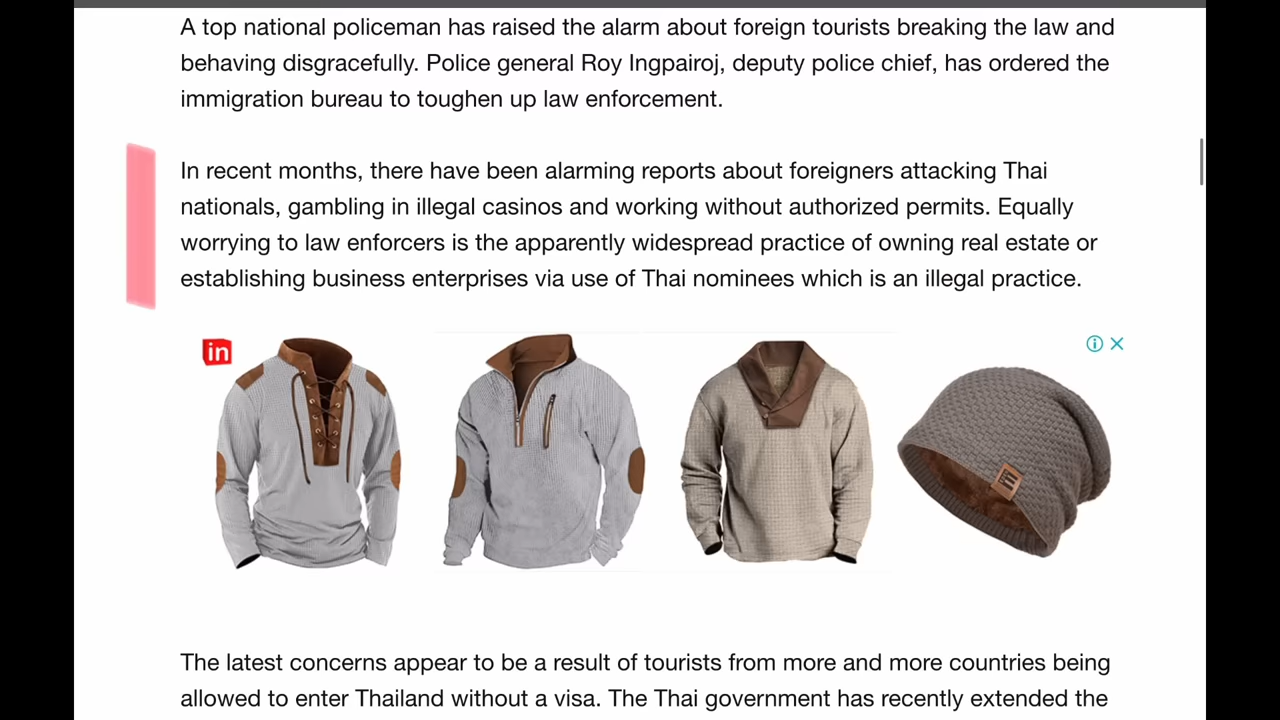 A top national policeman has raised the alarm about foreign tourists breaking the law and
behaving disgracefully. Police general Roy Ingpairoj, deputy police chief, has ordered the
immigration bureau to toughen up law enforcement.
In recent months, there have been alarming reports about foreigners attacking Thai
nationals, gambling in illegal casinos and working without authorized permits. Equally
worrying to law enforcers is the apparently widespread practice of owning real estate or
establishing business enterprises via use of Thai nominees which is an illegal practice.
in
The latest concerns appear to be a result of tourists from more and more countries being
allowed to enter Thailand without a visa. The Thai government has recently extended the